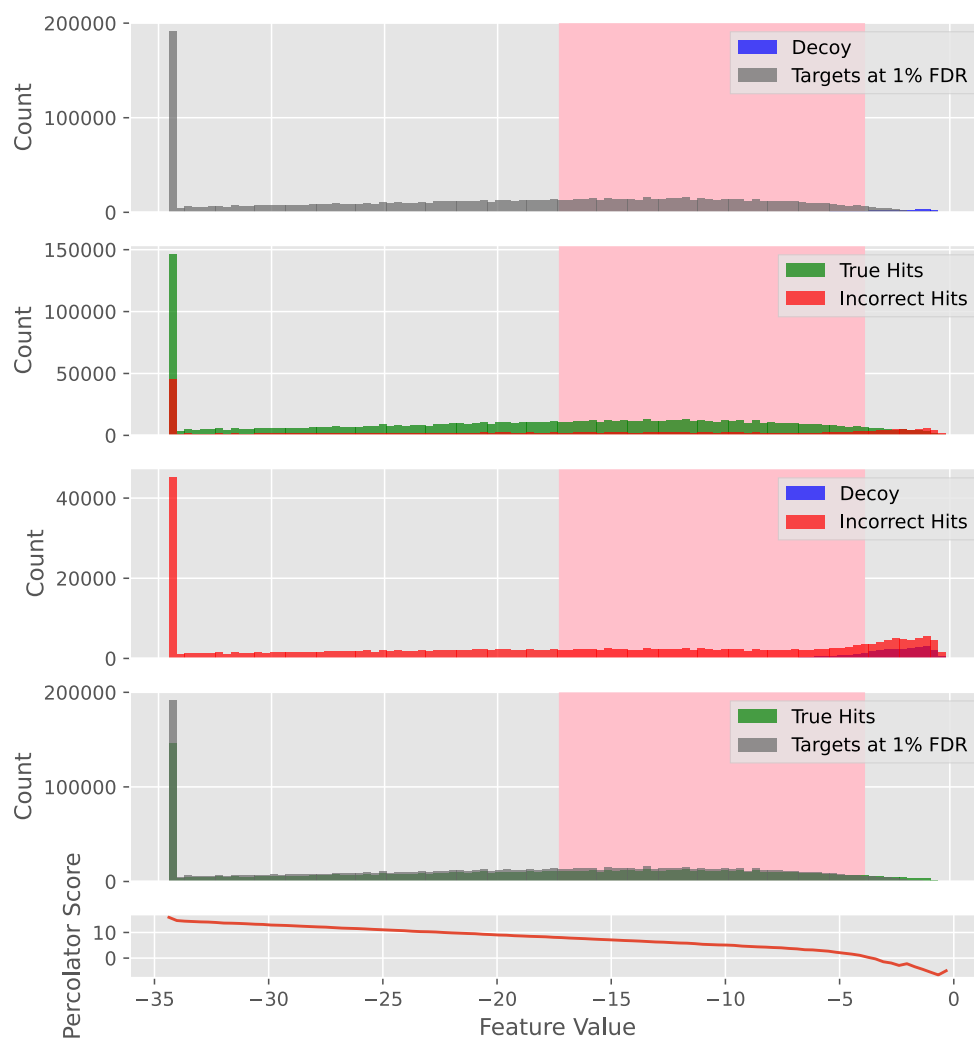 200000
100000
0
Count
Decoy
Targets at 1% FDR
150000
100000
50000
0
Count
True Hits
Incorrect Hits
40000
20000
0
Count
Decoy
Incorrect Hits
200000
100000
0
Count
True Hits
Targets at 1% FDR
10
0
Percolator Score
−35 −30 −25 −20 −15 −10 −5 0
Feature Value